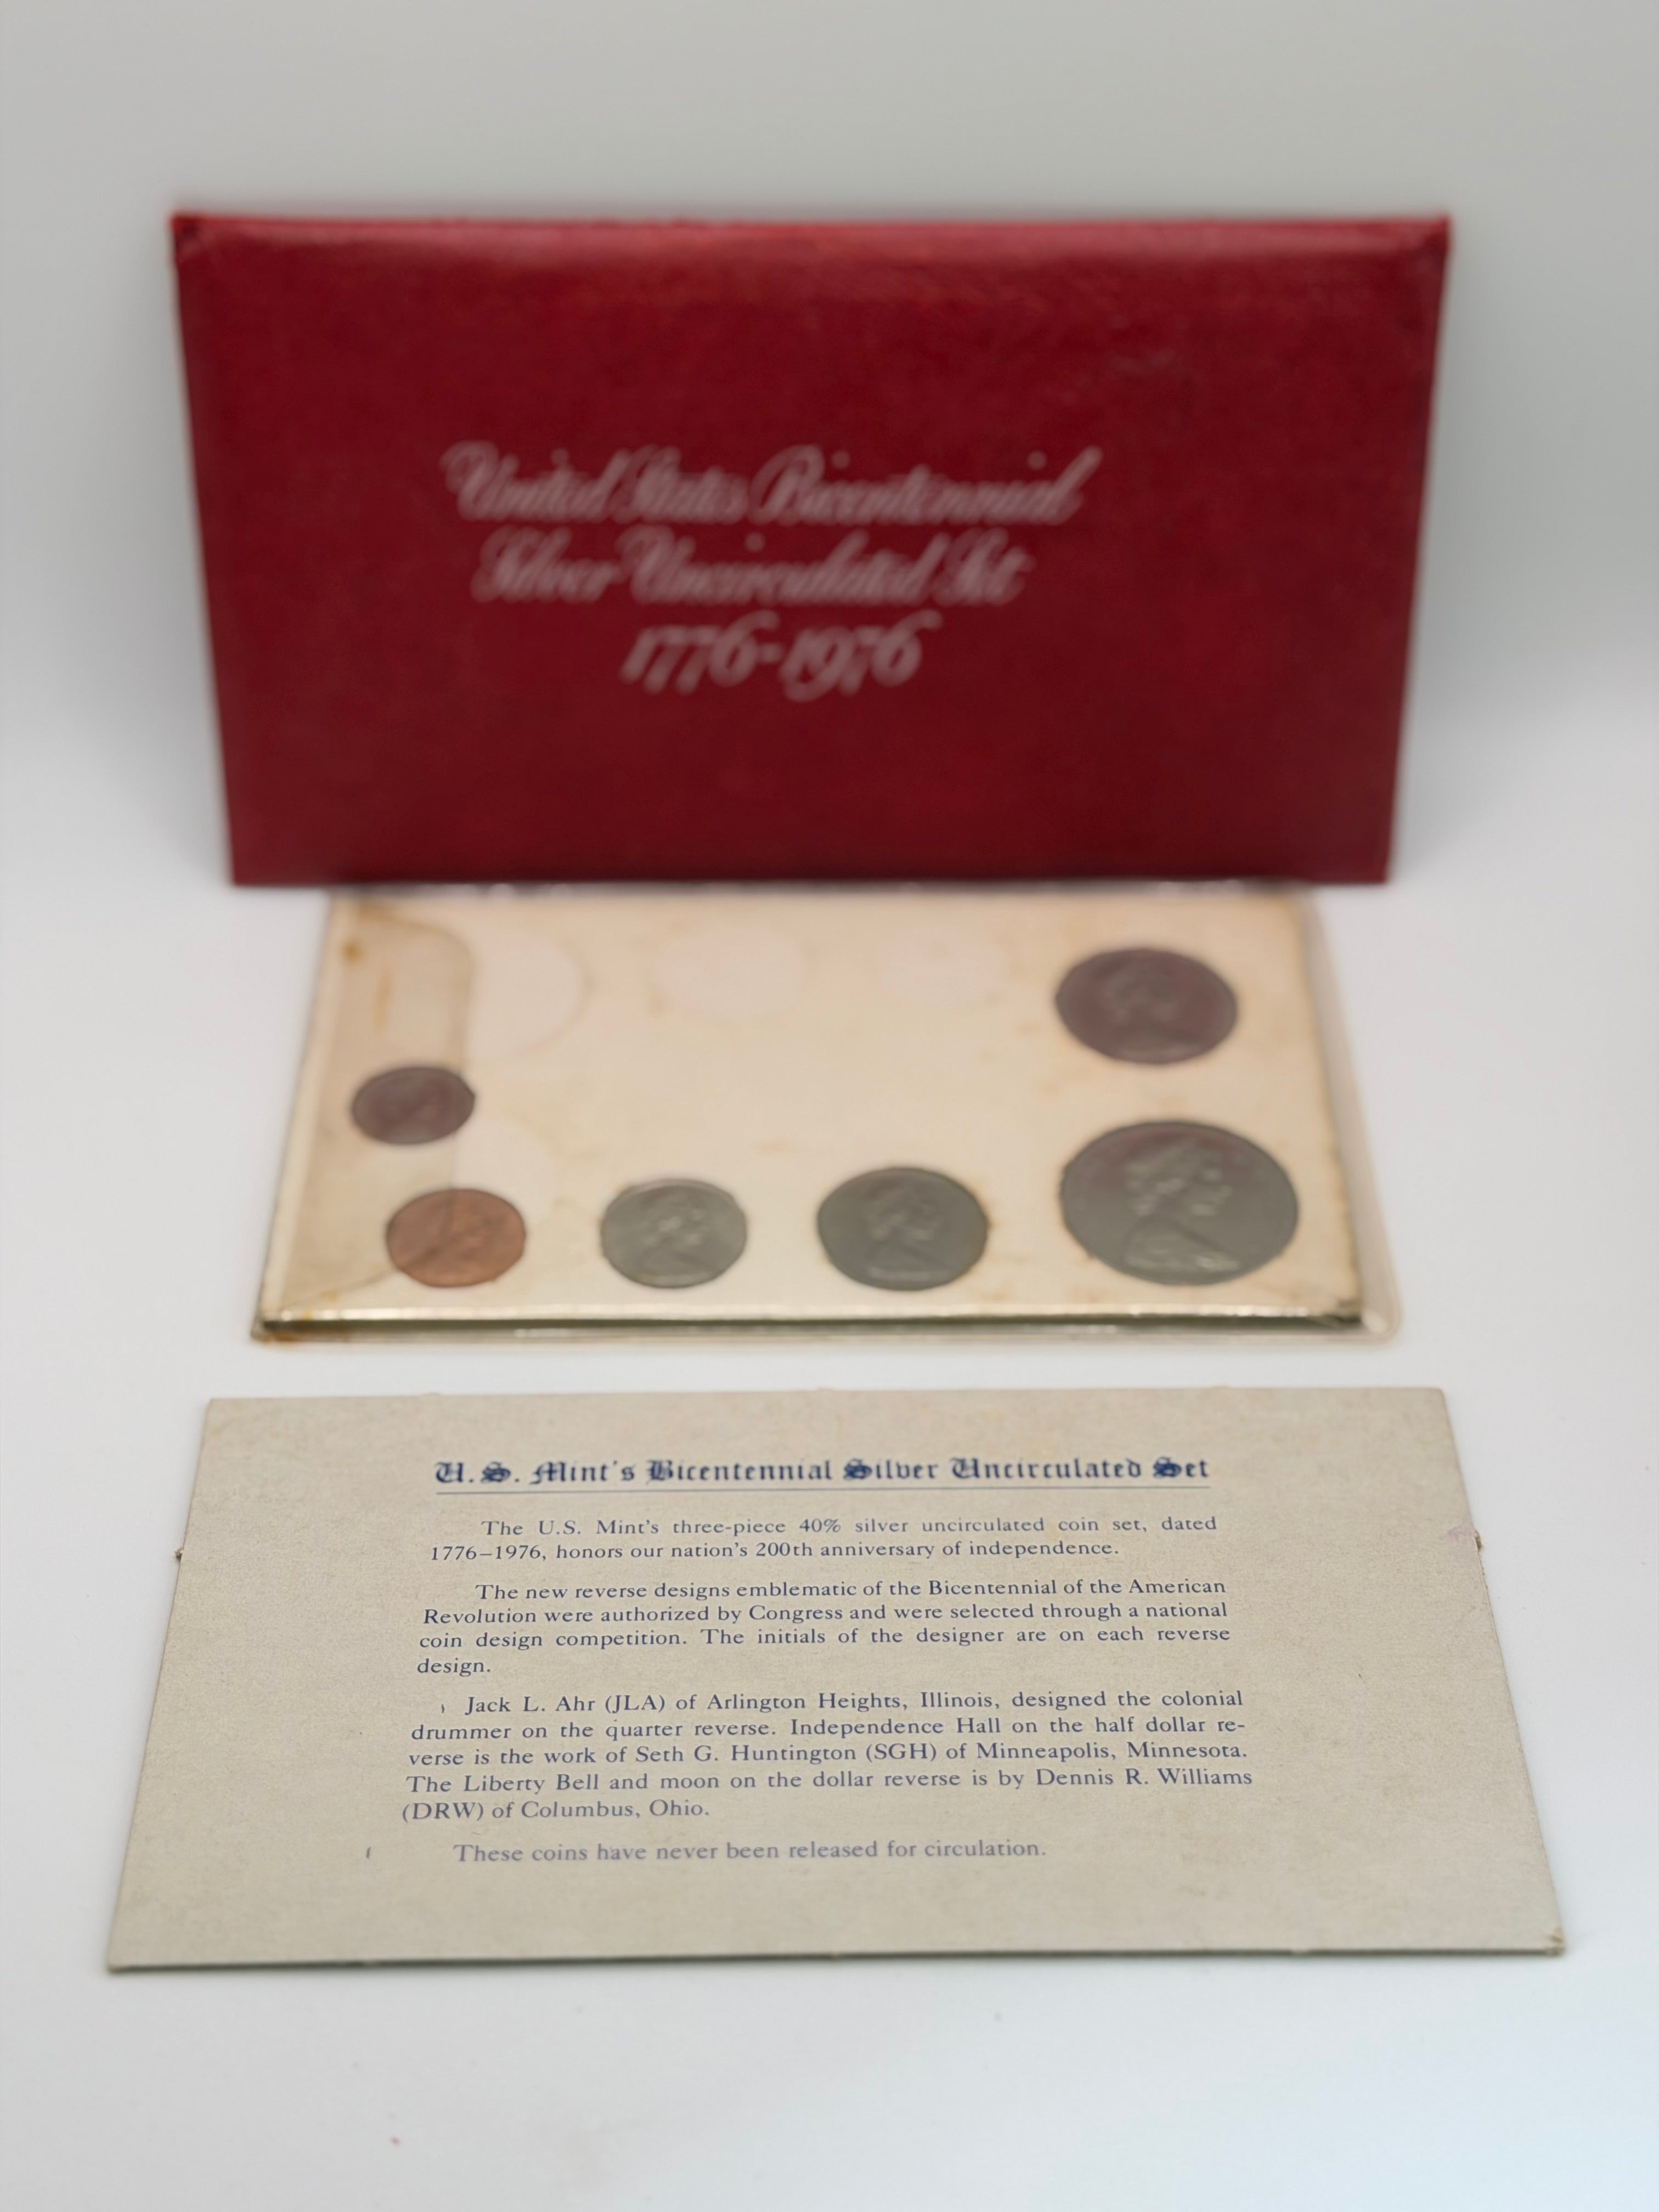 United States Bicentennial
Silver Uncirculated Set
1776-1976
U.S. Mint's Bicentennial Silver Uncirculated Set
The U.S. Mint's three-piece 40% silver uncirculated coin set, dated
1776–1976, honors our nation's 200th anniversary of independence.
The new reverse designs emblematic of the Bicentennial of the American
Revolution were authorized by Congress and were selected through a national
coin design competition. The initials of the designer are on each reverse
design.
Jack L. Ahr (JLA) of Arlington Heights, Illinois, designed the colonial
drummer on the quarter reverse. Independence Hall on the half dollar re-
verse is the work of Seth G. Huntington (SGH) of Minneapolis, Minnesota.
The Liberty Bell and moon on the dollar reverse is by Dennis R. Williams
(DRW) of Columbus, Ohio.
These coins have never been released for circulation.